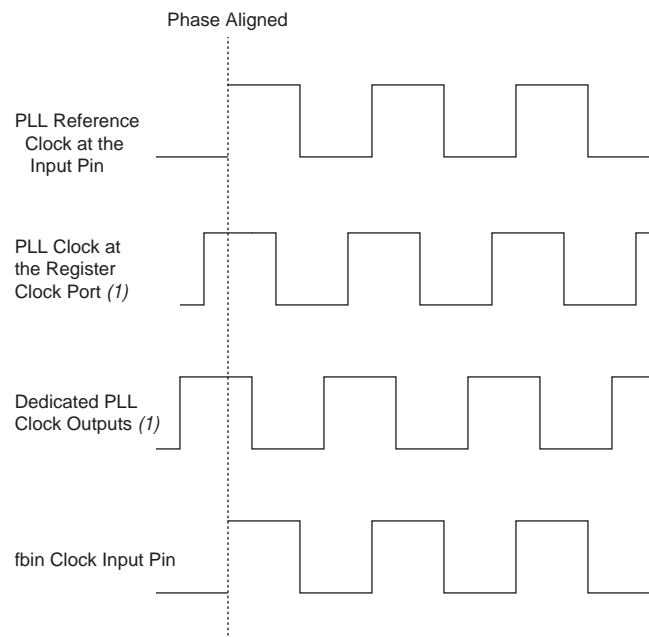 Phase Aligned
PLL Reference
Clock at the
Input Pin
PLL Clock at
the Register
Clock Port (1)
Dedicated PLL
Clock Outputs (1)
fbin Clock Input Pin